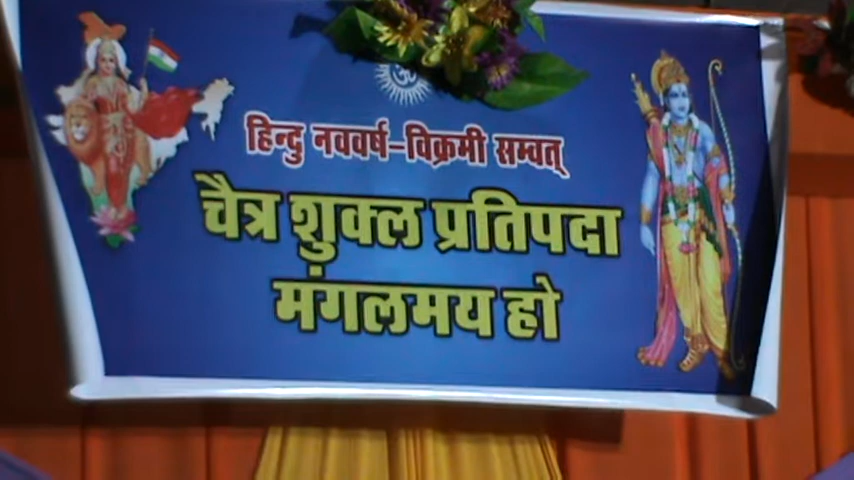 ॐ
हिन्दु नववर्ष-विक्रमी सम्वत्
चैत्र शुक्ल प्रतिपदा
मंगलमय हो